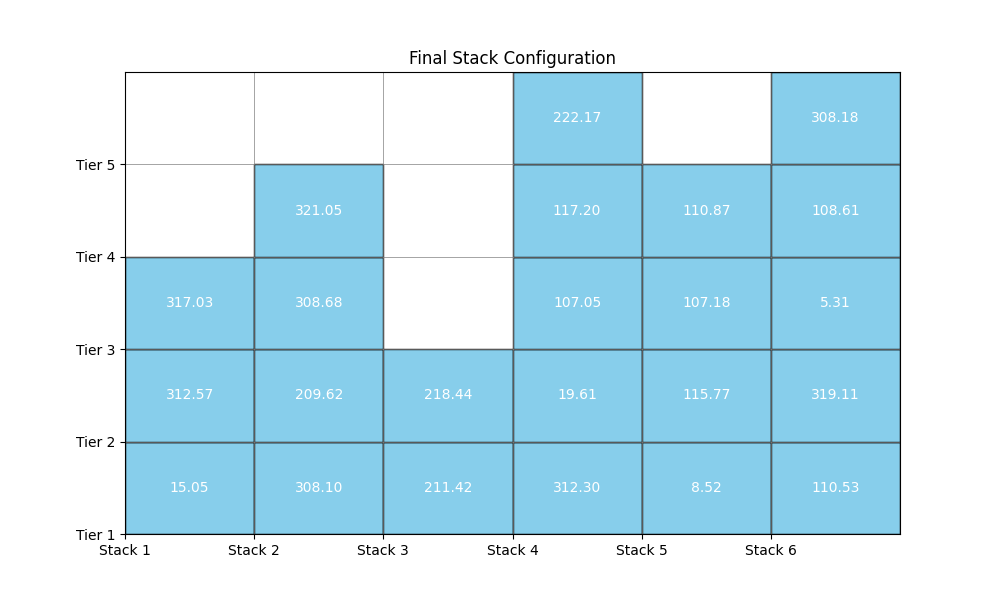 Final Stack Configuration
222.17 308.18
Tier 5
321.05 117.20 110.87 108.61
Tier 4
317.03 308.68 107.05 107.18 5.31
Tier 3
312.57 209.62 218.44 19.61 115.77 319.11
Tier 2
15.05 308.10 211.42 312.30 8.52 110.53
Tier 1
Stack 1 Stack 2 Stack 3 Stack 4 Stack 5 Stack 6